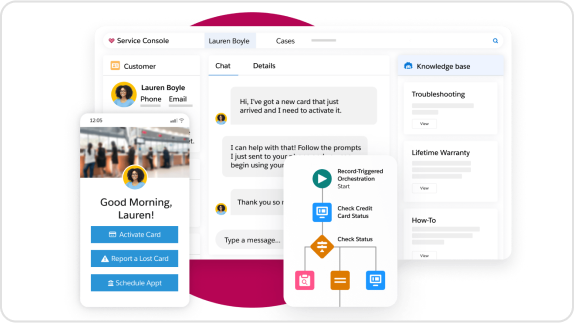 Service Console
Lauren Boyle
Cases
Customer
Lauren Boyle
Phone Email
Chat
Details
Hi, I've got a new card that just
arrived and I need to activate it.
I can help with that! Follow the prompts
I just sent to your
begin using your
Thank you so
Type a message...
Knowledge base
Troubleshooting
View
Lifetime Warranty
View
How-To
View
12:05
Good Morning,
Lauren!
Activate Card
Report a Lost Card
Schedule Appt
Record-Triggered
Orchestration
Start
Check Credit
Card Status
Check Status